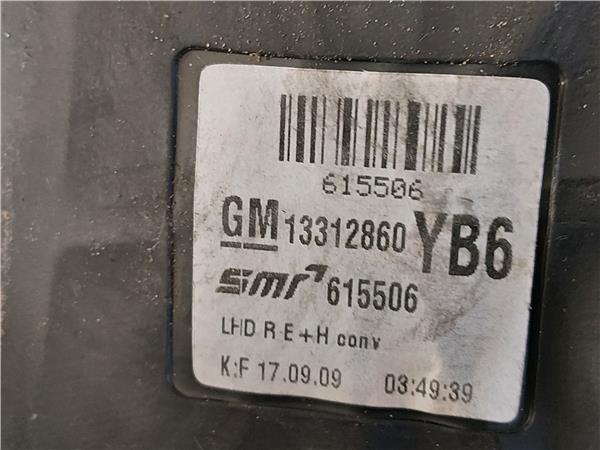 615506
GM 13312860 YB6
smr 615506
LHD R E+H conv
K:F 17.09.09 03:49:39